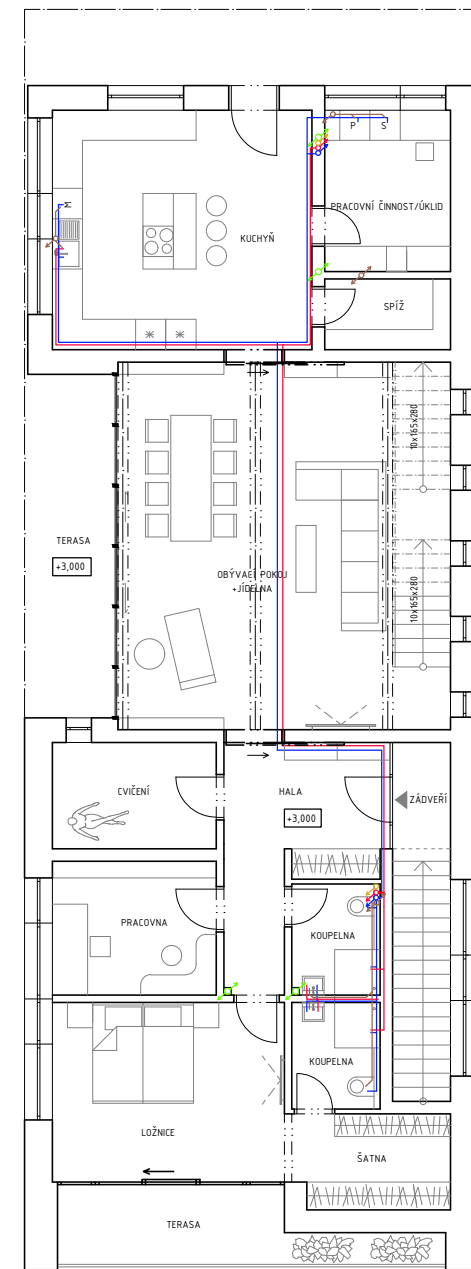 P
S
KUCHYŇ
PRACOVNÍ ČINNOST/ÚKLID
M
SPÍŽ
10x165x280
TERASA
+3,000
OBÝVACÍ POKOJ
+JÍDELNA
10x165x280
CVIČENÍ
HALA
+3,000
ZÁDVEŘÍ
PRACOVNA
KOUPELNA
KOUPELNA
LOŽNICE
ŠATNA
TERASA